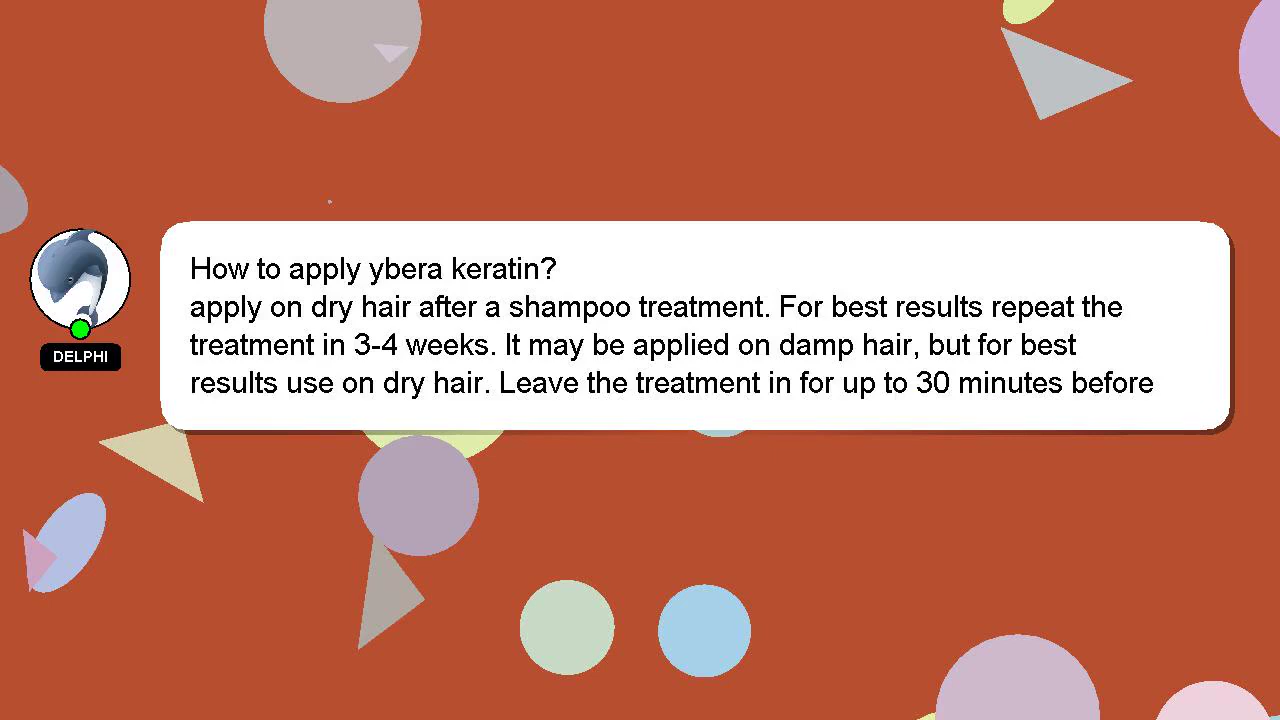 How to apply ybera keratin?
apply on dry hair after a shampoo treatment. For best results repeat the
treatment in 3-4 weeks. It may be applied on damp hair, but for best
results use on dry hair. Leave the treatment in for up to 30 minutes before
DELPHI